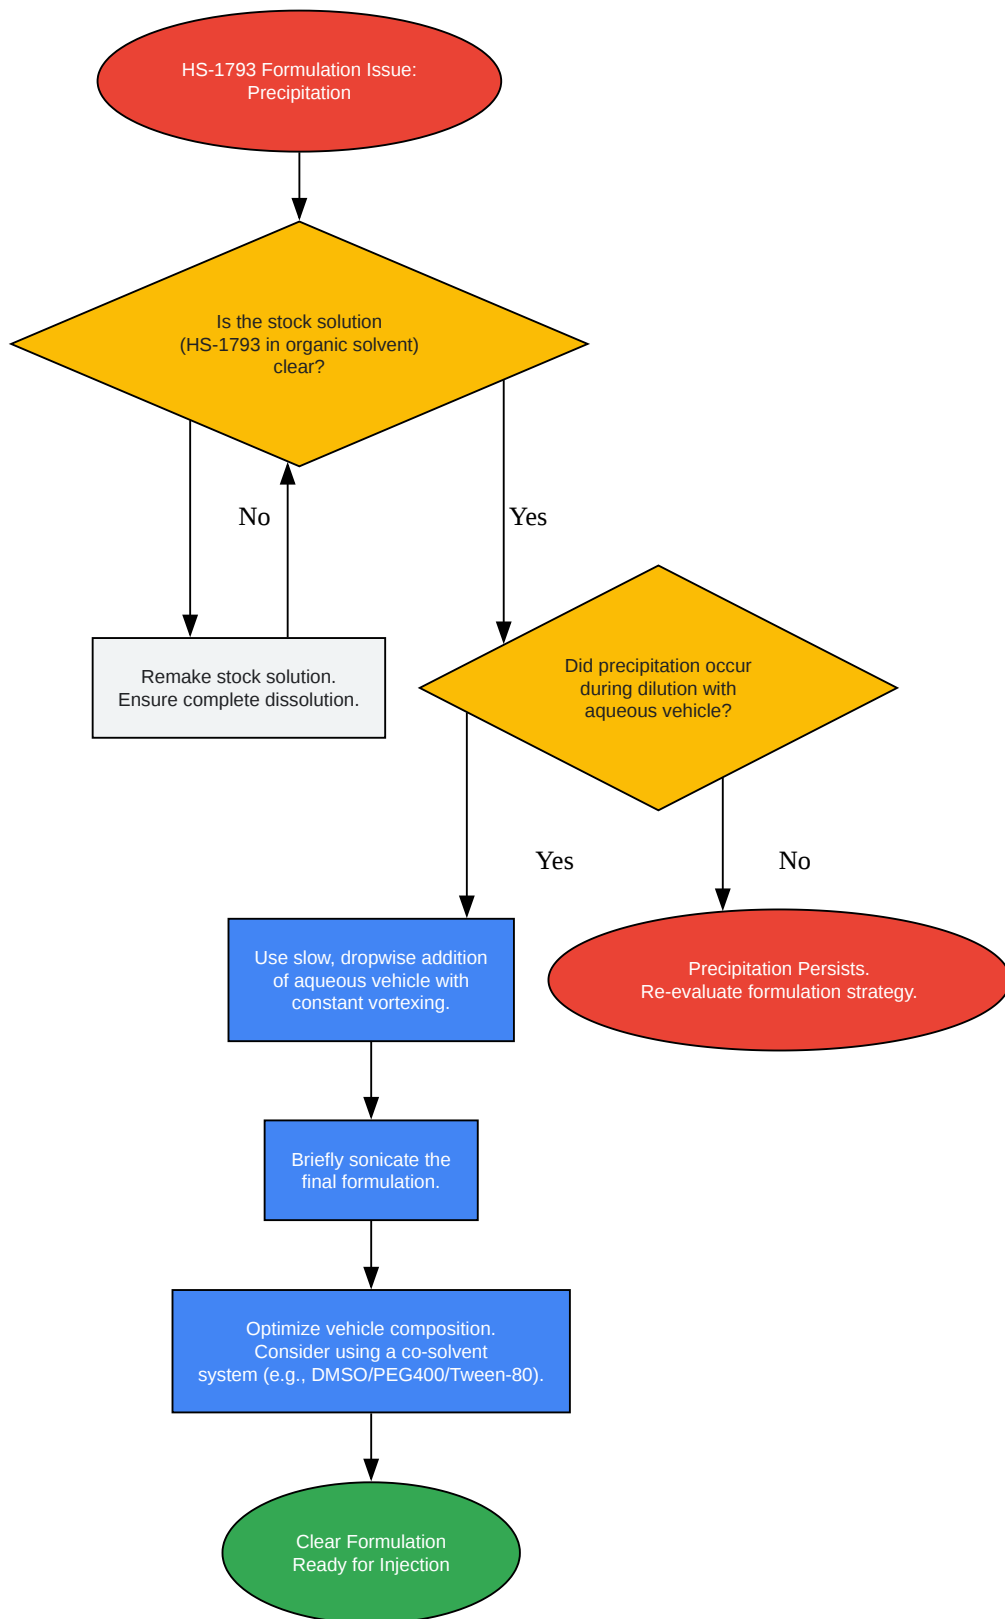 HS-1793 Formulation Issue:
Precipitation
Is the stock solution
(HS-1793 in organic solvent)
clear?
No
Yes
Remake stock solution.
Ensure complete dissolution.
Did precipitation occur
during dilution with
aqueous vehicle?
Yes
No
Use slow, dropwise addition
of aqueous vehicle with
constant vortexing.
Precipitation Persists.
Re-evaluate formulation strategy.
Briefly sonicate the
final formulation.
Optimize vehicle composition.
Consider using a co-solvent
system (e.g., DMSO/PEG400/Tween-80).
Clear Formulation
Ready for Injection